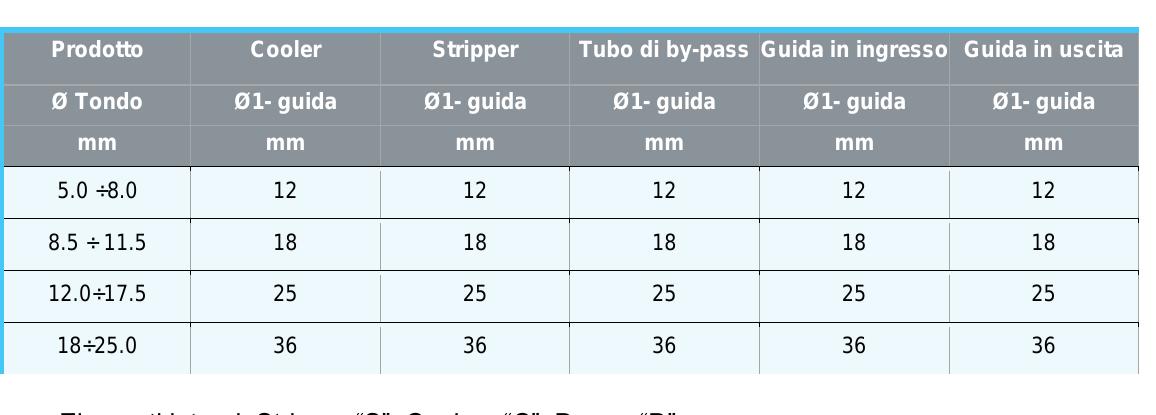 Prodotto Cooler Stripper Tubo di by-pass Guida in ingresso Guida in uscita
Ø Tondo Ø1- guida Ø1- guida Ø1- guida Ø1- guida Ø1- guida
mm mm mm mm mm mm
5.0 ÷8.0 12 12 12 12 12
8.5 ÷ 11.5 18 18 18 18 18
12.0÷17.5 25 25 25 25 25
18÷25.0 36 36 36 36 36